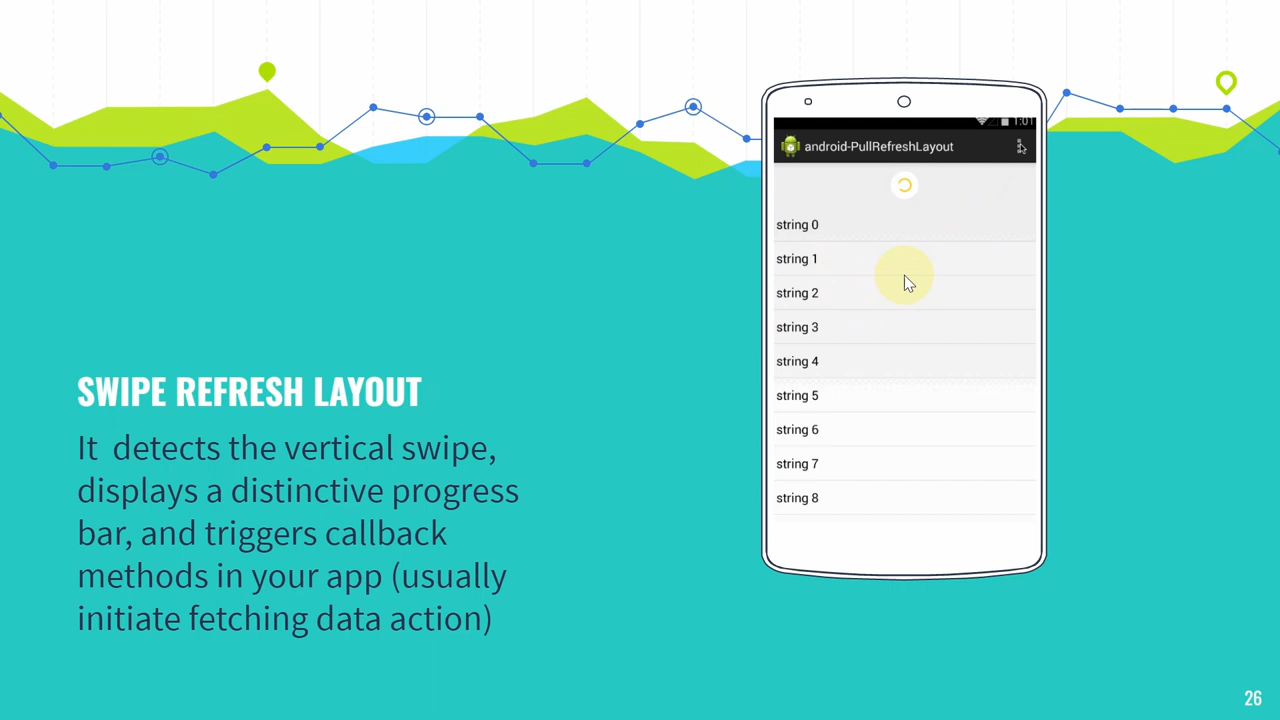 1:01
android-PullRefreshLayout
string 0
string 1
string 2
string 3
string 4
string 5
string 6
string 7
string 8
SWIPE REFRESH LAYOUT
It  detects the vertical swipe,
displays a distinctive progress
bar, and triggers callback
methods in your app (usually
initiate fetching data action)
26